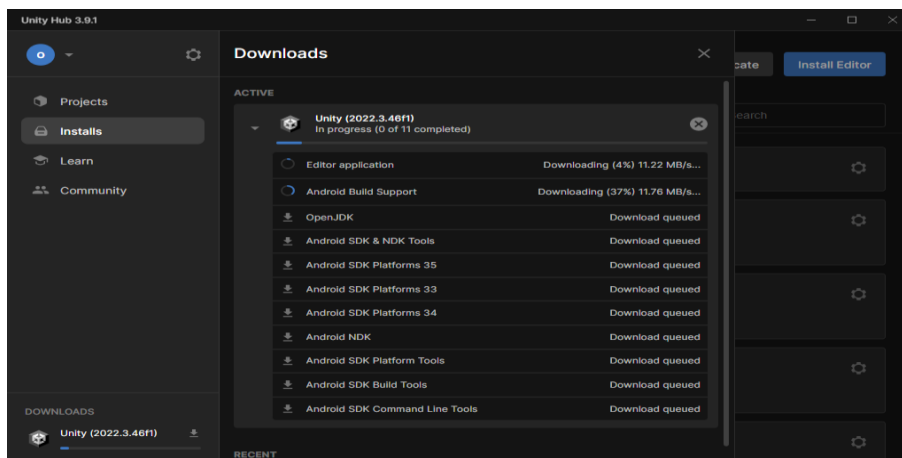 Unity Hub 3.9.1
o
Downloads
cate
Install Editor
ACTIVE
Projects
Installs
Learn
Community
earch
Unity (2022.3.46f1)
In progress (0 of 11 completed)
Editor application Downloading (4%) 11.22 MB/s...
Android Build Support Downloading (37%) 11.76 MB/s...
OpenJDK Download queued
Android SDK & NDK Tools Download queued
Android SDK Platforms 35 Download queued
Android SDK Platforms 33 Download queued
Android SDK Platforms 34 Download queued
Android NDK Download queued
Android SDK Platform Tools Download queued
Android SDK Build Tools Download queued
Android SDK Command Line Tools Download queued
DOWNLOADS
Unity (2022.3.46f1)
RECENT